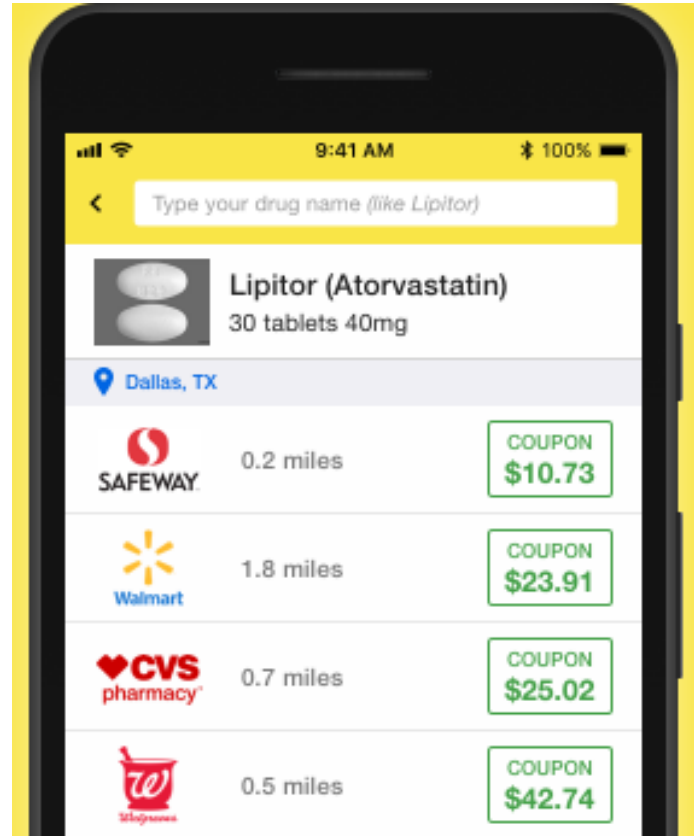 9:41 AM
100%
Type your drug name (like Lipitor)
Lipitor (Atorvastatin)
30 tablets 40mg
Dallas, TX
SAFEWAY
0.2 miles
COUPON
$10.73
Walmart
1.8 miles
COUPON
$23.91
CVS
pharmacy
0.7 miles
COUPON
$25.02
W
Walgreens
0.5 miles
COUPON
$42.74